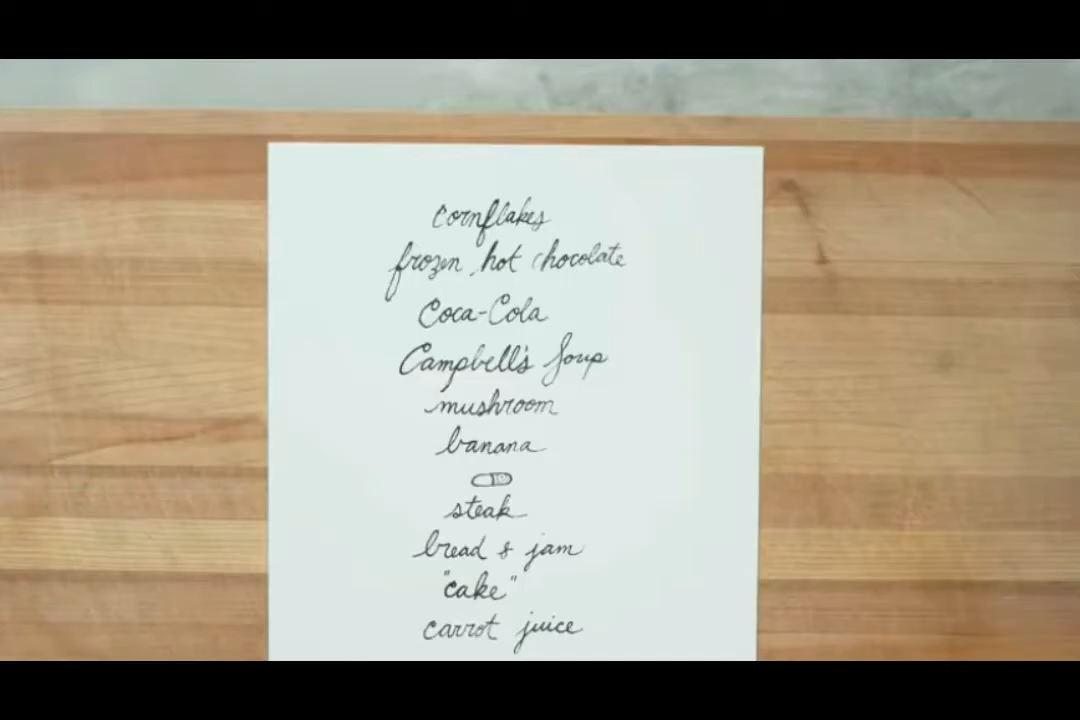 cornflakes
frozen hot chocolate
Coca-Cola
Campbell's Soup
mushroom
banana
steak
bread & jam
"cake"
carrot juice